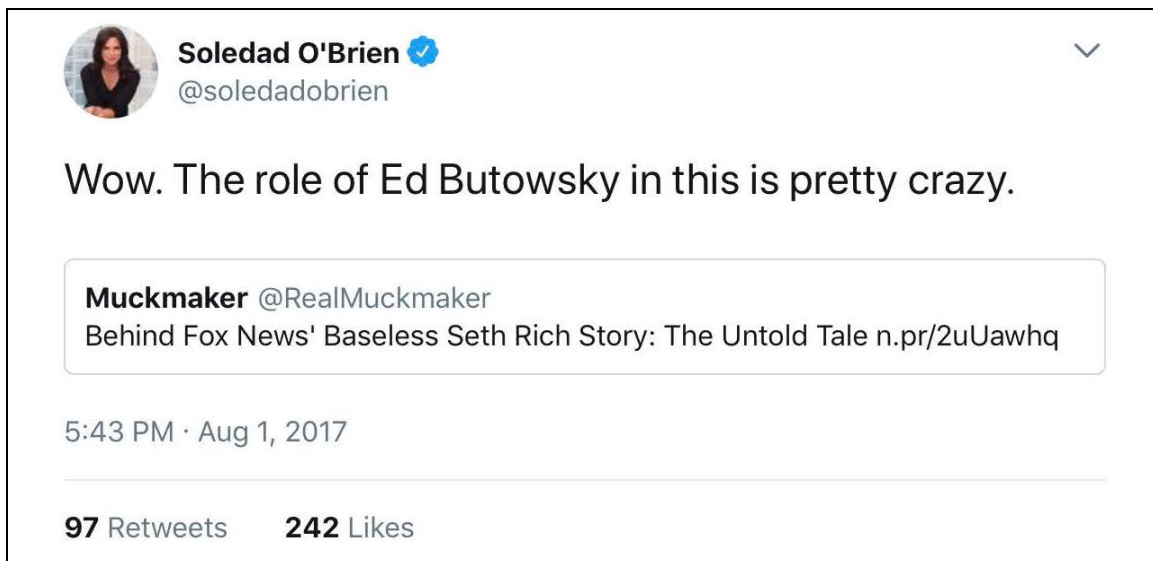 Soledad O'Brien
@soledadobrien
Wow. The role of Ed Butowsky in this is pretty crazy.
Muckmaker @RealMuckmaker
Behind Fox News' Baseless Seth Rich Story: The Untold Tale n.pr/2uUawhq
5:43 PM · Aug 1, 2017
97 Retweets 242 Likes